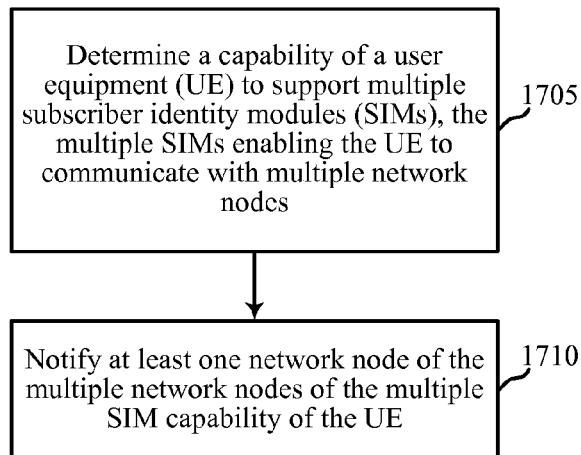 Determine a capability of a user
equipment (UE) to support multiple
subscriber identity modules (SIMs), the
multiple SIMs enabling the UE to
communicate with multiple network
nodes
1705
Notify at least one network node of the
multiple network nodes of the multiple
SIM capability of the UE
1710